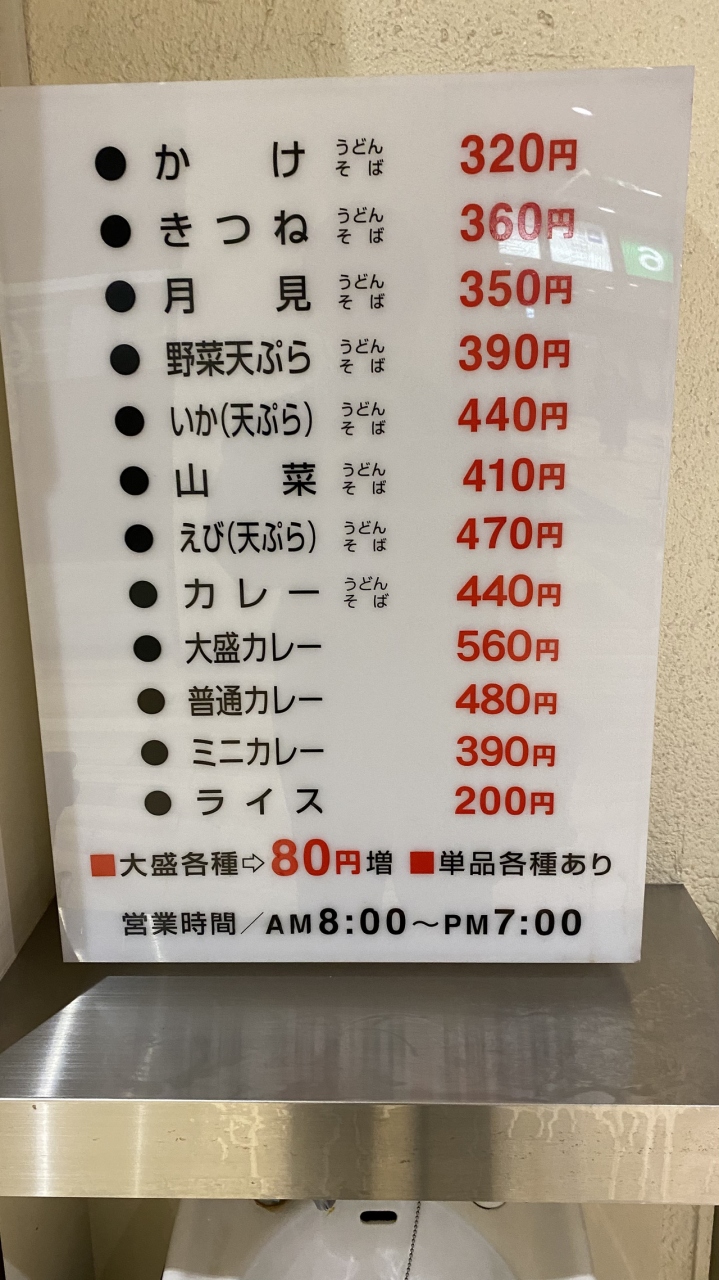 ● かけ うどん そば 320円
● きつね うどん そば 360円
● 月見 うどん そば 350円
● 野菜天ぷら うどん そば 390円
● いか(天ぷら) うどん そば 440円
● 山菜 うどん そば 410円
● えび(天ぷら) うどん そば 470円
● カレー うどん そば 440円
● 大盛カレー 560円
● 普通カレー 480円
● ミニカレー 390円
● ライス 200円
■大盛各種⇨80円増 ■単品各種あり
営業時間／AM8:00〜PM7:00